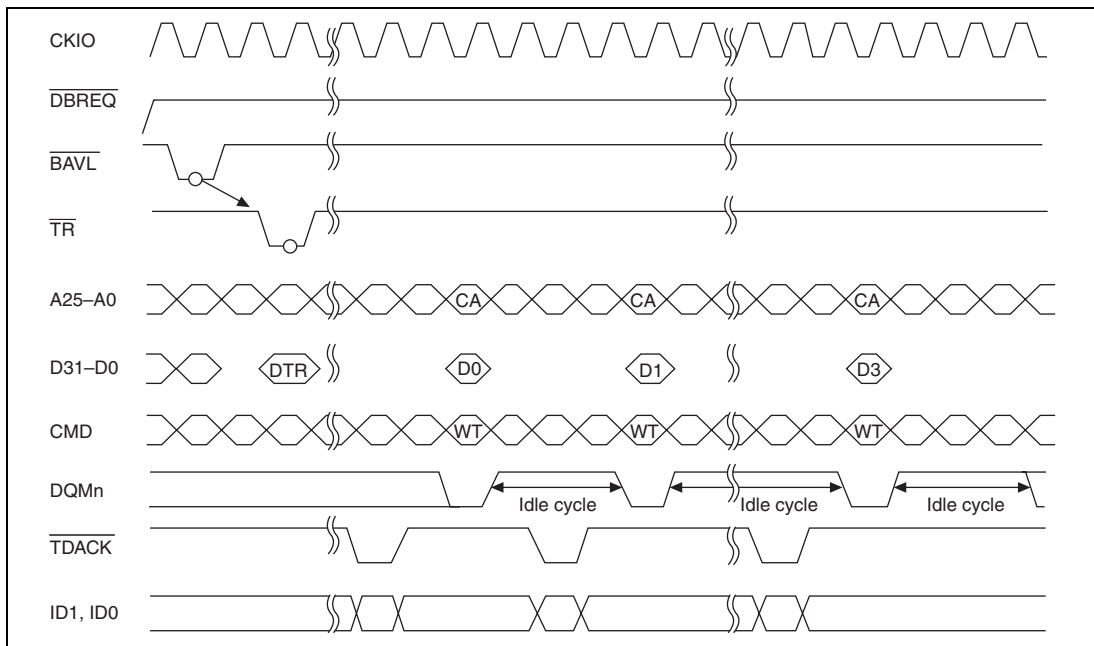 CKIO
DBREQ
BAVL
TR
A25–A0 CA CA CA
D31–D0 DTR D0 D1 D3
CMD WT WT WT
DQMn Idle cycle Idle cycle Idle cycle
TDACK
ID1, ID0